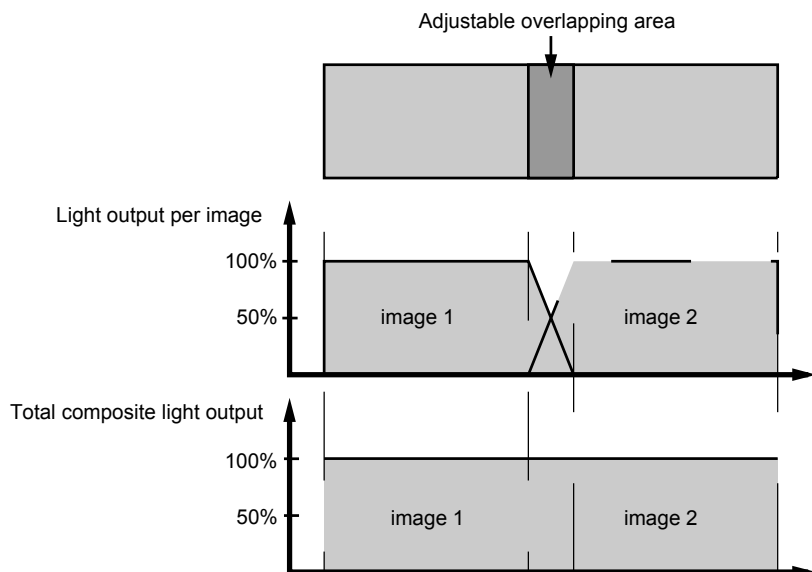 Adjustable overlapping area
Light output per image
100%
50%
image 1
image 2
Total composite light output
100%
50%
image 1
image 2